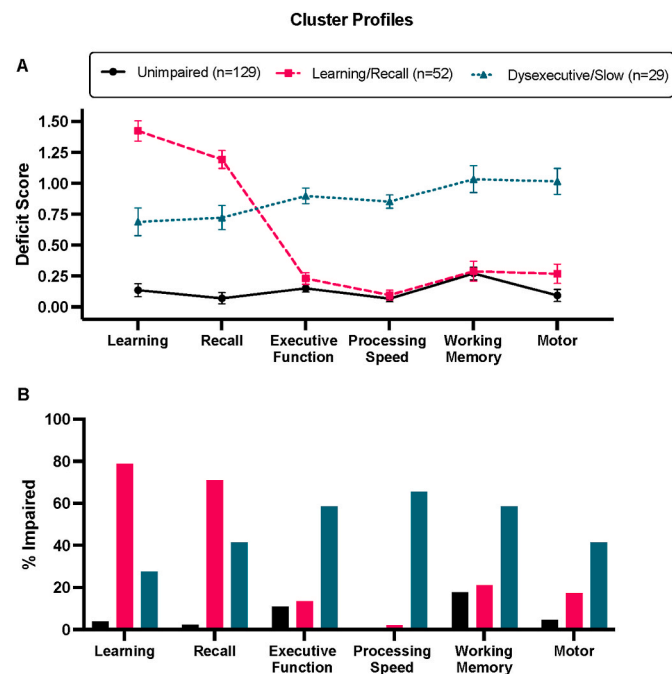 Cluster Profiles
A
Unimpaired (n=129) Learning/Recall (n=52) Dysexecutive/Slow (n=29)
Deficit Score
1.50
1.25
1.00
0.75
0.50
0.25
0.00
Learning Recall Executive Function Processing Speed Working Memory Motor
B
% Impaired
100
80
60
40
20
0
Learning Recall Executive Function Processing Speed Working Memory Motor